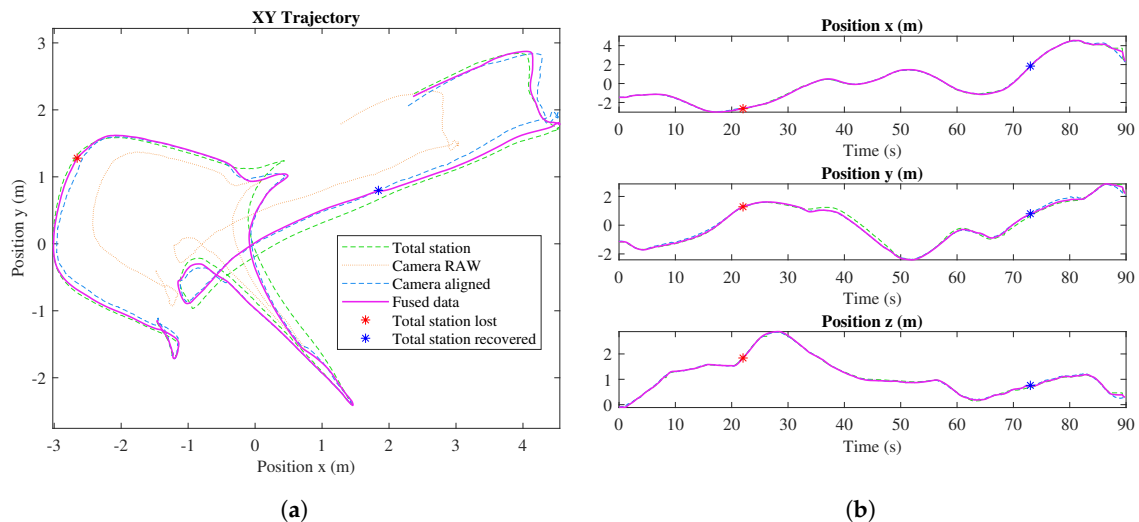 XY Trajectory
3
2
1
0
-1
-2
-3 -2 -1 0 1 2 3 4
Position y (m)
Position x (m)
Total station
Camera RAW
Camera aligned
Fused data
Total station lost
Total station recovered
(a)
Position x (m)
4
2
0
-2
0 10 20 30 40 50 60 70 80 90
Time (s)
Position y (m)
2
0
-2
0 10 20 30 40 50 60 70 80 90
Time (s)
Position z (m)
2
1
0
0 10 20 30 40 50 60 70 80 90
Time (s)
(b)